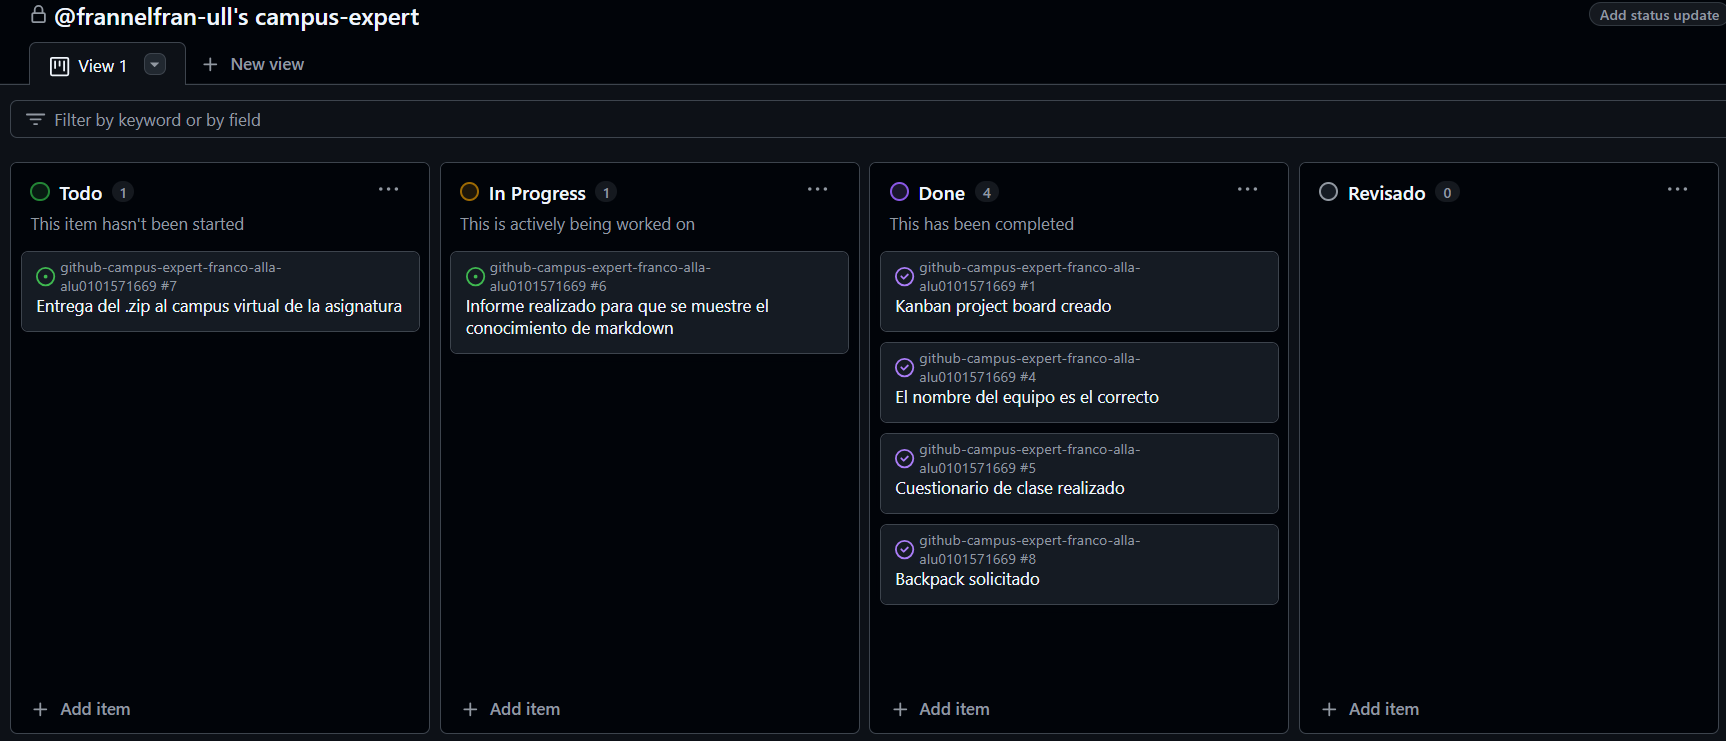 @frannelfran-ull's campus-expert
Add status update
View 1
New view
Filter by keyword or by field
Todo 1
This item hasn't been started
github-campus-expert-franco-alla-
alu0101571669 #7
Entrega del .zip al campus virtual de la asignatura
Add item
In Progress 1
This is actively being worked on
github-campus-expert-franco-alla-
alu0101571669 #6
Informe realizado para que se muestre el
conocimiento de markdown
Add item
Done 4
This has been completed
github-campus-expert-franco-alla-
alu0101571669 #1
Kanban project board creado
github-campus-expert-franco-alla-
alu0101571669 #4
El nombre del equipo es el correcto
github-campus-expert-franco-alla-
alu0101571669 #5
Cuestionario de clase realizado
github-campus-expert-franco-alla-
alu0101571669 #8
Backpack solicitado
Add item
Revisado 0
Add item